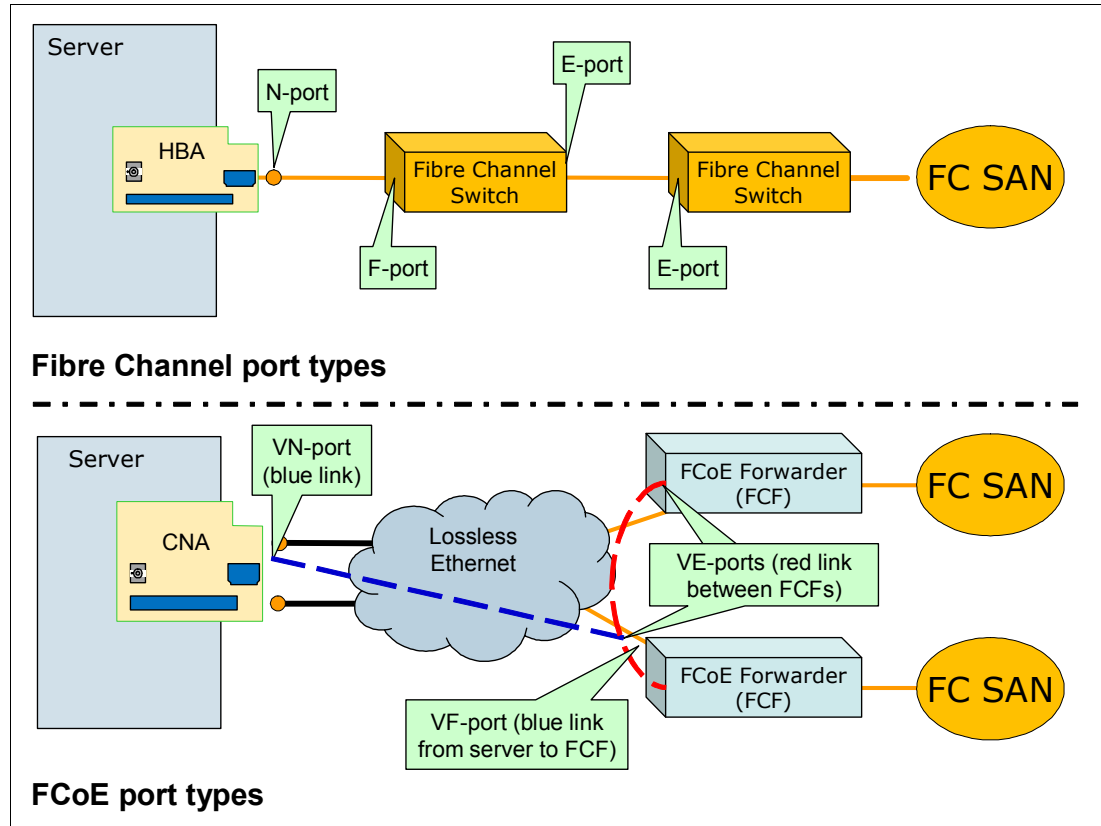 Server
E-port
N-port
HBA
Fibre Channel
Switch
Fibre Channel
Switch
FC SAN
F-port
E-port
Fibre Channel port types
Server
VN-port
(blue link)
FCoE Forwarder
(FCF)
FC SAN
CNA
Lossless
Ethernet
VE-ports (red link
between FCFs)
FCoE Forwarder
(FCF)
FC SAN
VF-port (blue link
from server to FCF)
FCoE port types